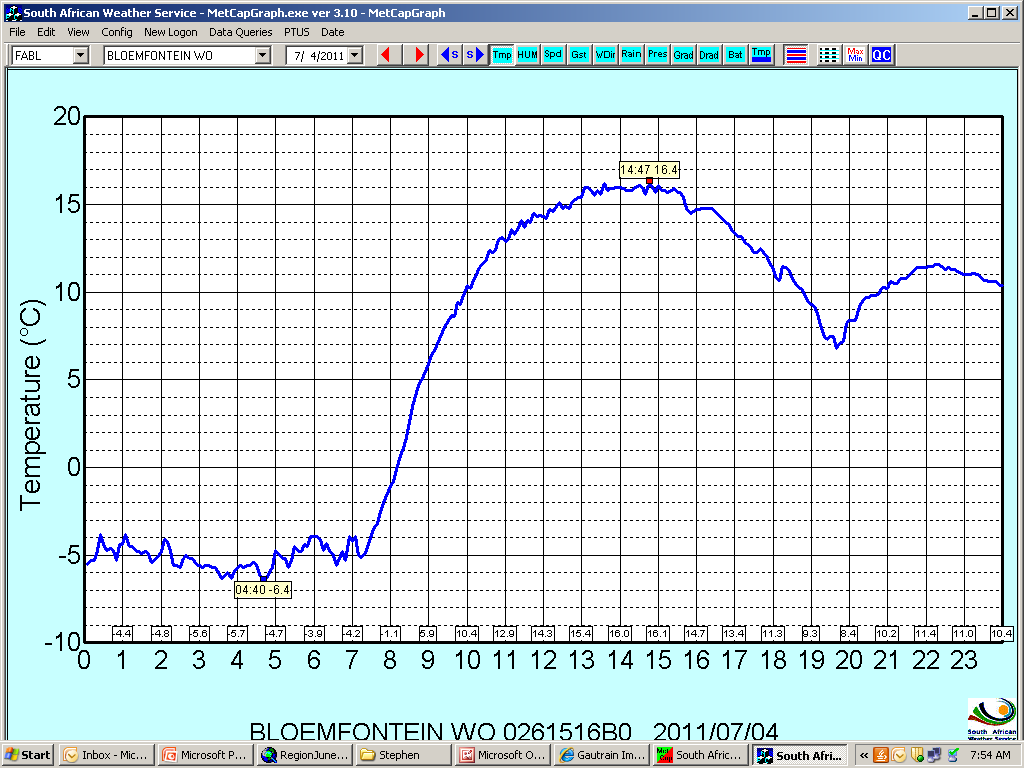 South African Weather Service - MetCapGraph.exe ver 3.10 - MetCapGraph
File Edit View Config New Logon Data Queries PTUS Date
FABL BLOEMFONTEIN WO 7/ 4/2011 S S Tmp HUM Spd Gst WDir Rain Pres Grad Drad Bat Tmp Max Min QC
20
14:47 16.4
15
10
Temperature (°C)
5
0
-5
04:40 -6.4
-4.4 -4.8 -5.6 -5.7 -4.7 -3.9 -4.2 -1.1 5.9 10.4 12.9 14.3 15.4 16.0 16.1 14.7 13.4 11.3 9.3 8.4 10.2 11.4 11.0 10.4
-10
0 1 2 3 4 5 6 7 8 9 10 11 12 13 14 15 16 17 18 19 20 21 22 23
BLOEMFONTEIN WO 0261516B0 2011/07/04
South African
Weather Service
Start Inbox - Mic... Microsoft P... RegionJune... Stephen Microsoft O... Gautrain Im... South Afric... South Afri... « 7:54 AM